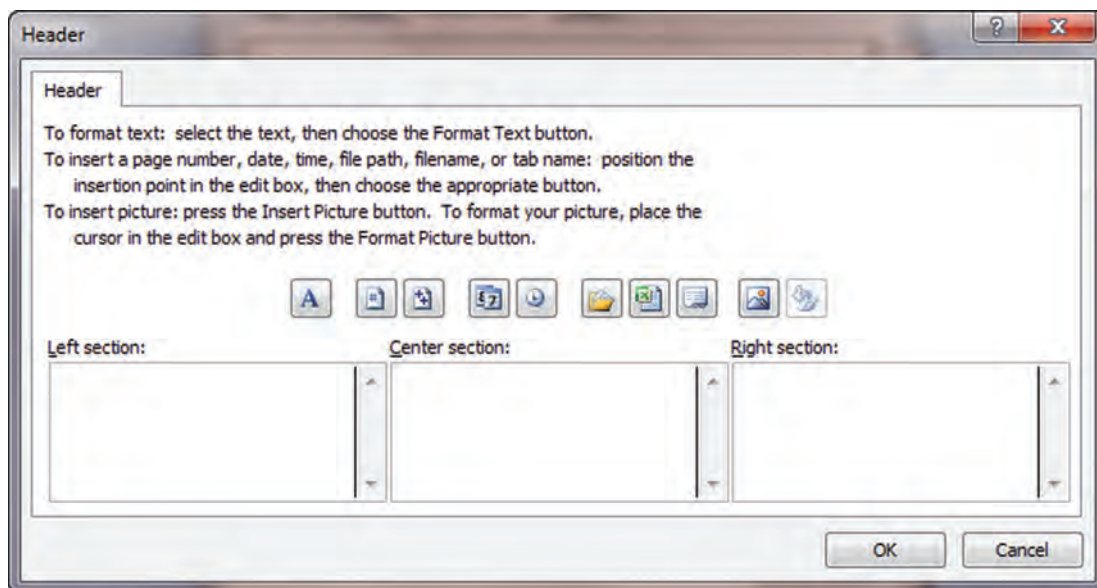 Header
Header
To format text: select the text, then choose the Format Text button.
To insert a page number, date, time, file path, filename, or tab name: position the
insertion point in the edit box, then choose the appropriate button.
To insert picture: press the Insert Picture button. To format your picture, place the
cursor in the edit box and press the Format Picture button.
A
Left section: Center section: Right section:
OK Cancel